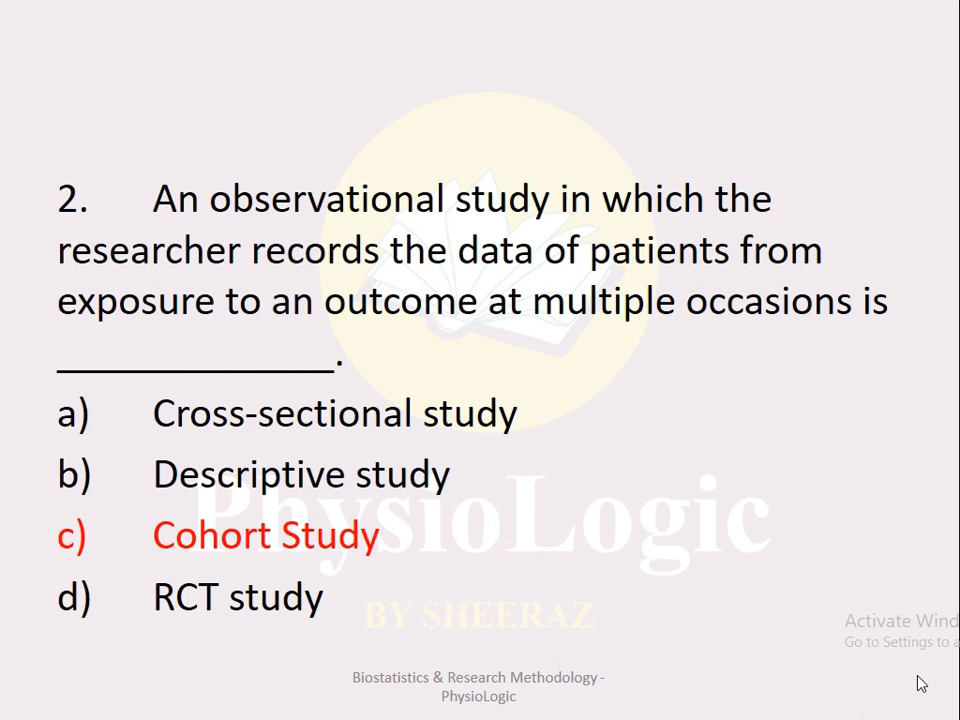 2. An observational study in which the
researcher records the data of patients from
exposure to an outcome at multiple occasions is
_____________.
a) Cross-sectional study
b) Descriptive study
PhysioLogic
c) Cohort Study
d) RCT study
BY SHEERAZ
Activate Wind
Go to Settings to a
Biostatistics & Research Methodology -
PhysioLogic